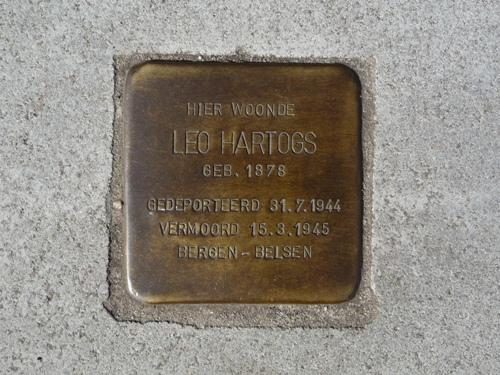 HIER WOONDE
LEO HARTOGS
GEB. 1878
GEDEPORTEERD 31.7.1944
VERMOORD 15.3.1945
BERGEN-BELSEN